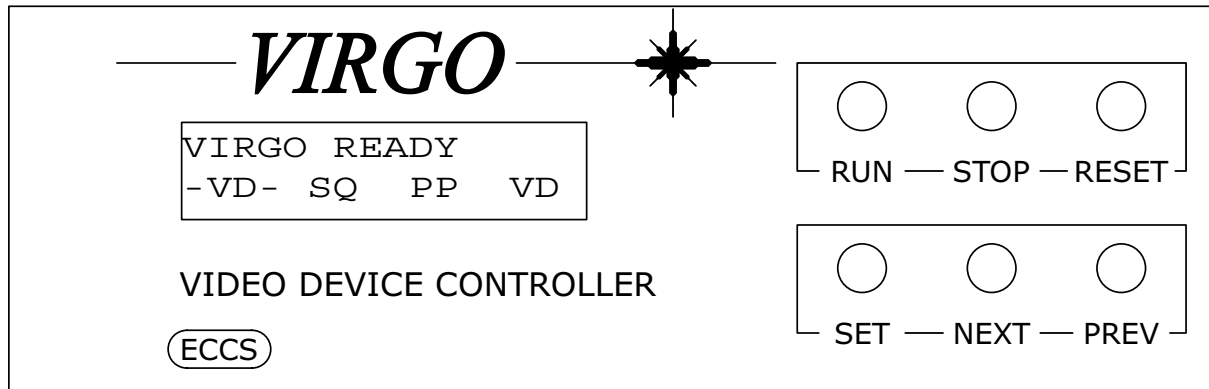 VIRGO
VIRGO READY
-VD- SQ PP VD
VIDEO DEVICE CONTROLLER
ECCS
RUN STOP RESET
SET NEXT PREV